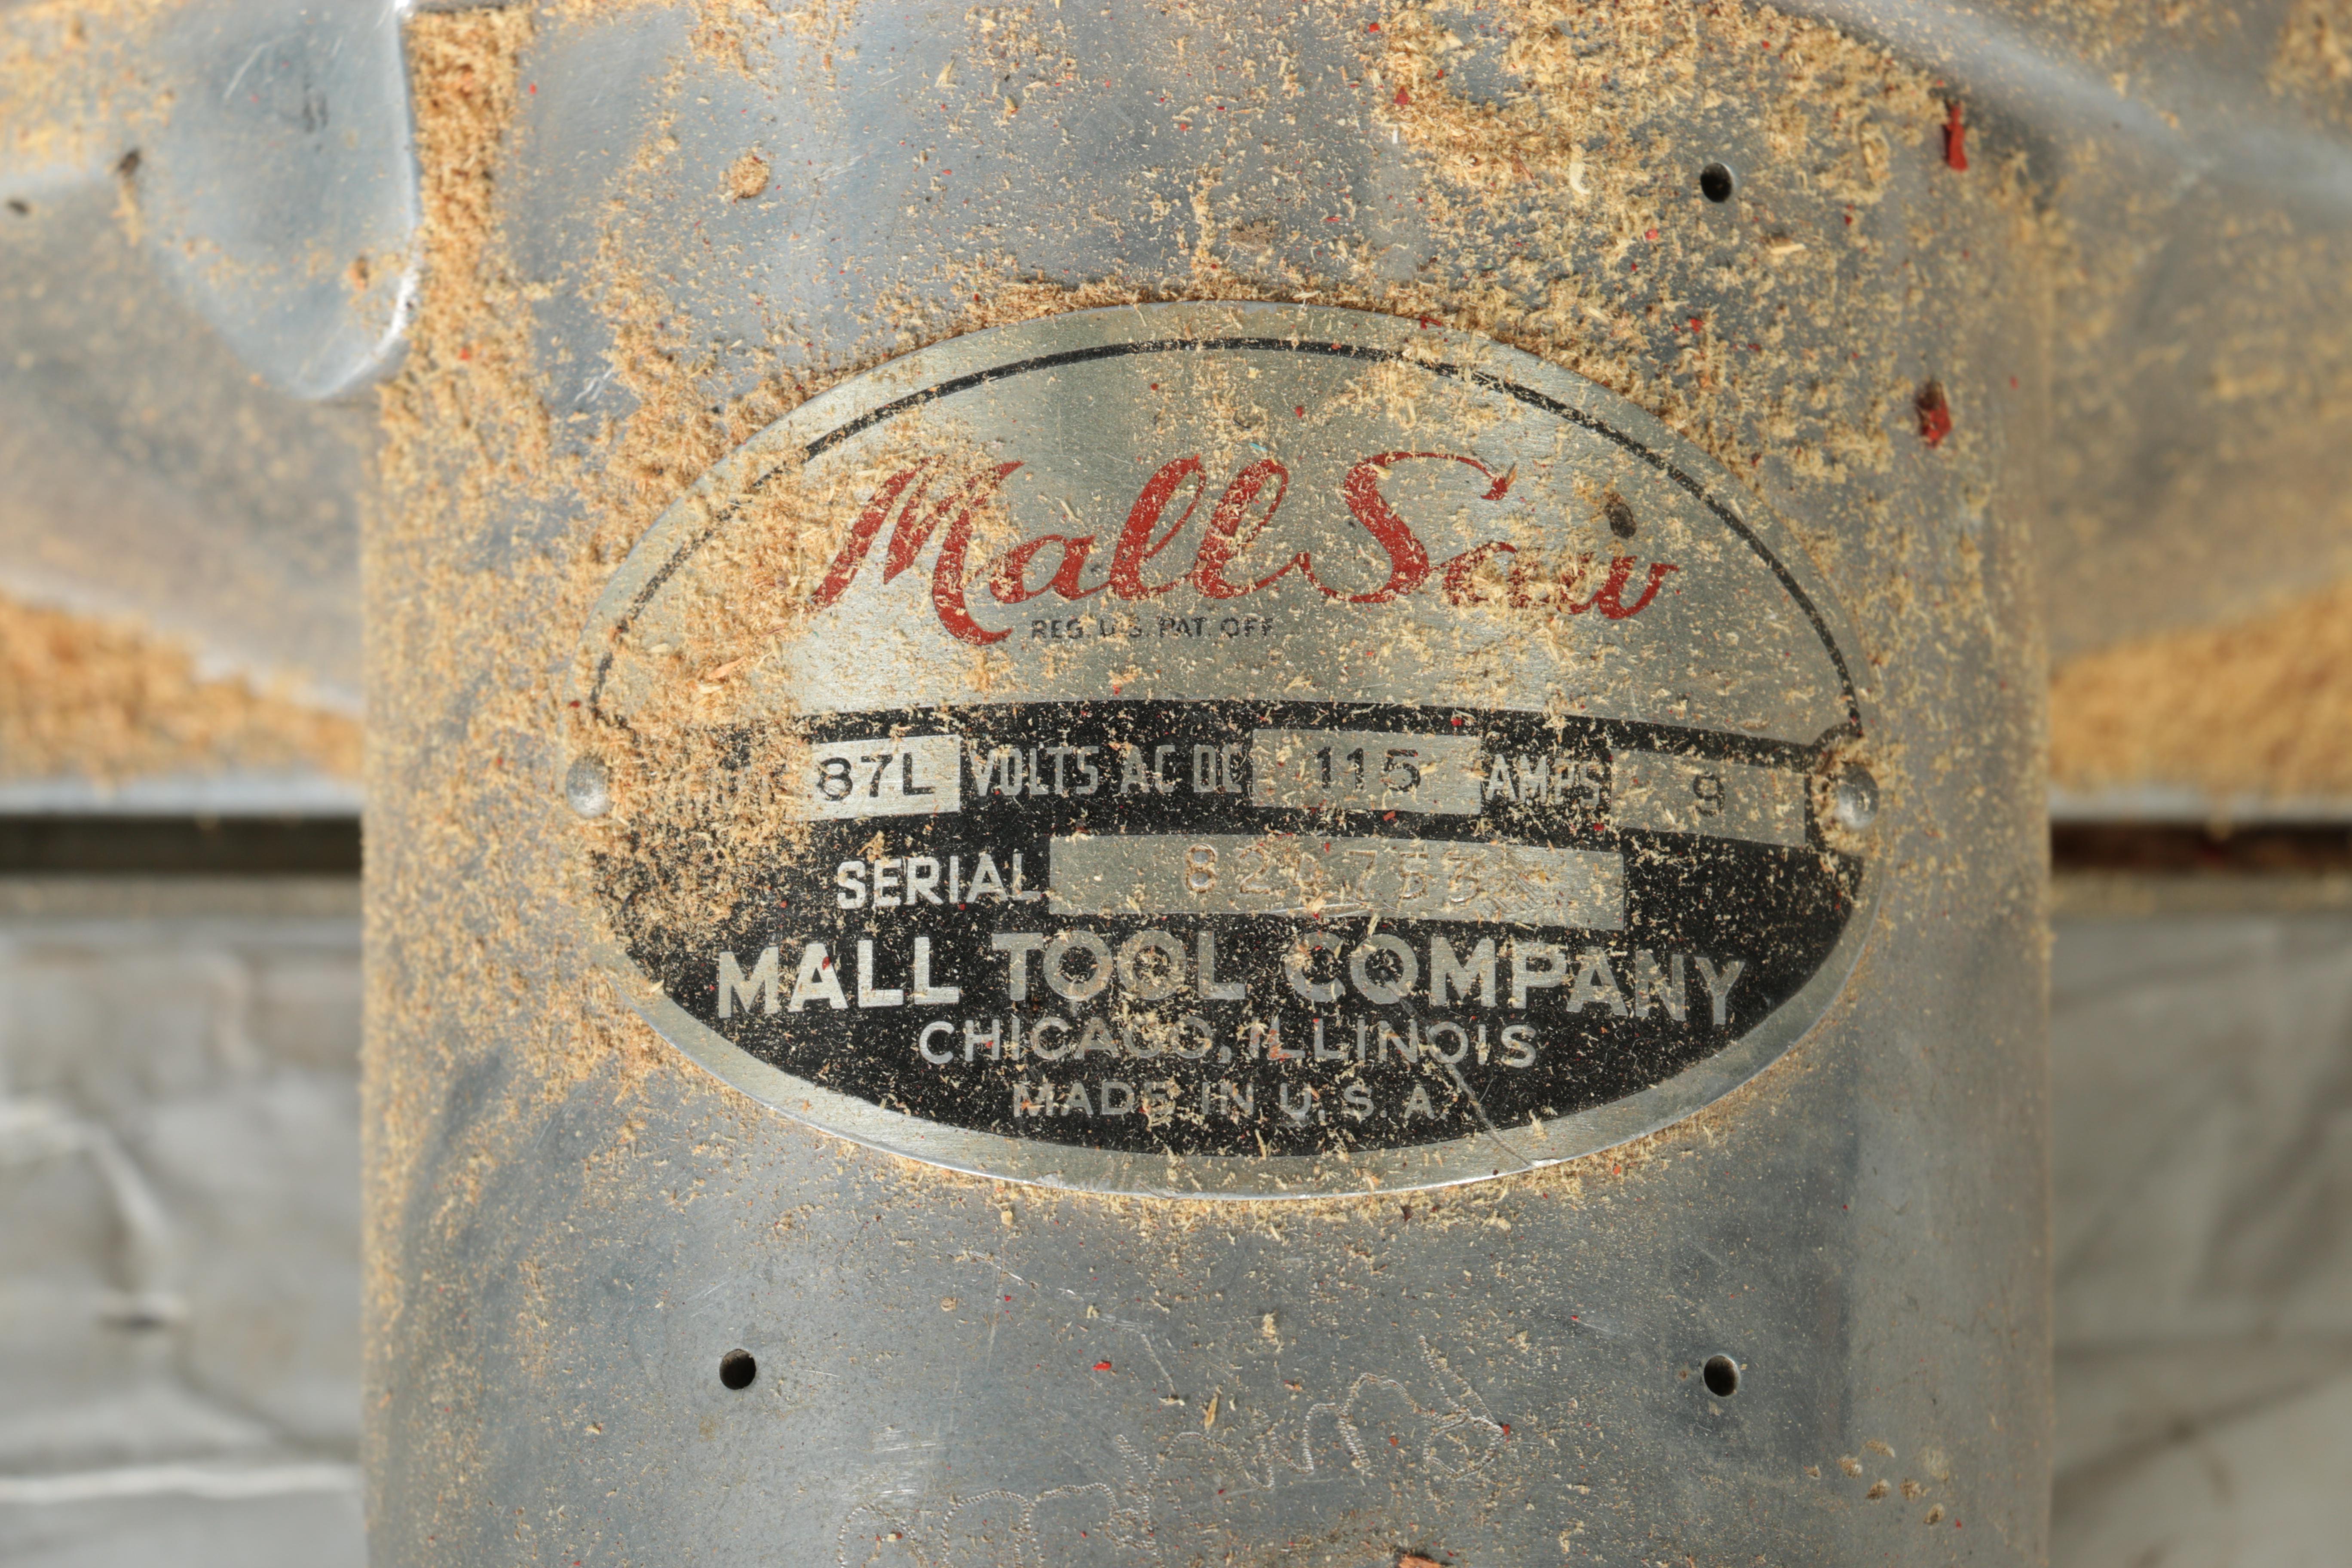 MallSaw
REG. U.S. PAT. OFF
87L VOLTS AC DC 115 AMPS 9
SERIAL
MALL TOOL COMPANY
CHICAGO, ILLINOIS
MADE IN U.S.A.